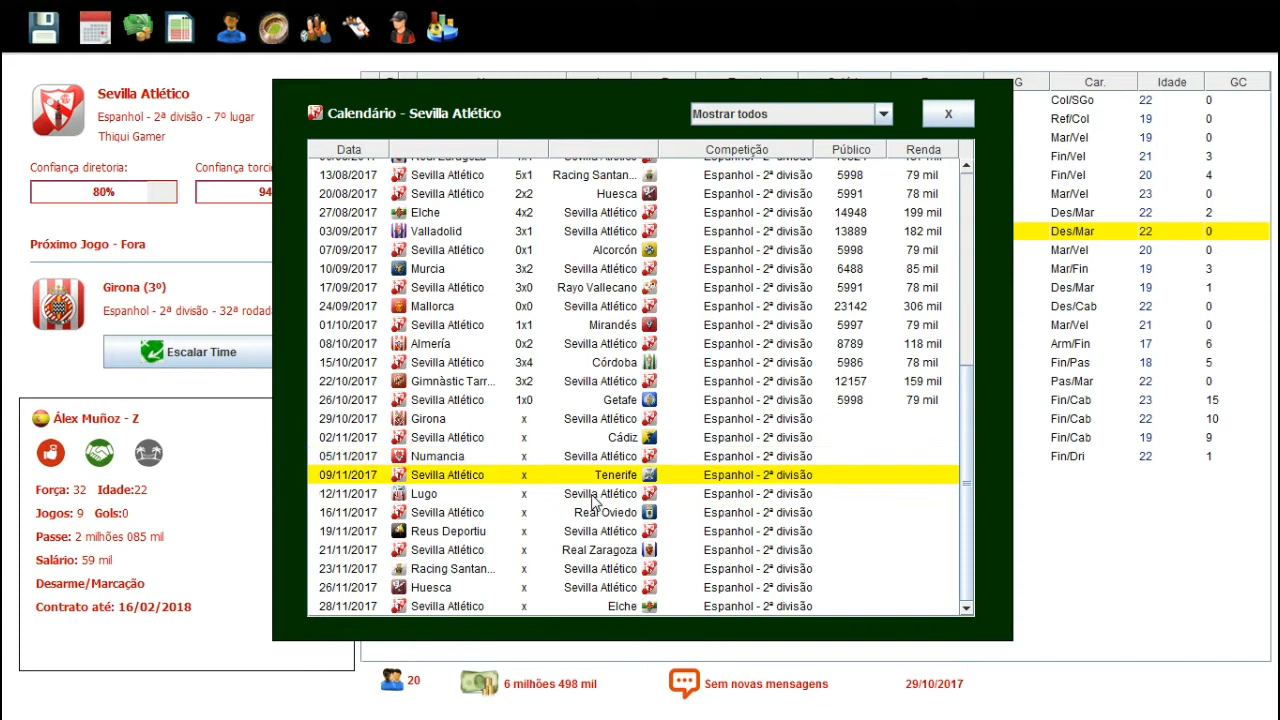 Sevilla Atlético
Espanhol - 2ª divisão - 7º lugar
Thiqui Gamer
Confiança diretoria:
80%
94
Próximo Jogo - Fora
Girona (3º)
Espanhol - 2ª divisão - 32ª rodad
Escalar Time
Álex Muñoz - Z
Força: 32 Idade:22
Jogos: 9 Gols:0
Passe: 2 milhões 085 mil
Salário: 59 mil
Desarme/Marcação
Contrato até: 16/02/2018
Calendário - Sevilla Atlético
Mostrar todos
X
Data Competição Público Renda
13/08/2017 Sevilla Atlético 5x1 Racing Santan... Espanhol - 2ª divisão 5998 79 mil
20/08/2017 Sevilla Atlético 2x2 Huesca Espanhol - 2ª divisão 5991 78 mil
27/08/2017 Elche 4x2 Sevilla Atlético Espanhol - 2ª divisão 14948 199 mil
03/09/2017 Valladolid 3x1 Sevilla Atlético Espanhol - 2ª divisão 13889 182 mil
07/09/2017 Sevilla Atlético 0x1 Alcorcón Espanhol - 2ª divisão 5998 79 mil
10/09/2017 Murcia 3x2 Sevilla Atlético Espanhol - 2ª divisão 6488 85 mil
17/09/2017 Sevilla Atlético 3x0 Rayo Vallecano Espanhol - 2ª divisão 5998 79 mil
24/09/2017 Mallorca 0x0 Sevilla Atlético Espanhol - 2ª divisão 23142 306 mil
01/10/2017 Sevilla Atlético 1x1 Mirandés Espanhol - 2ª divisão 5997 79 mil
08/10/2017 Almería 0x2 Sevilla Atlético Espanhol - 2ª divisão 8789 118 mil
15/10/2017 Sevilla Atlético 3x4 Córdoba Espanhol - 2ª divisão 5986 78 mil
22/10/2017 Gimnàstic Tarr... 3x2 Sevilla Atlético Espanhol - 2ª divisão 12157 159 mil
26/10/2017 Sevilla Atlético 1x0 Getafe Espanhol - 2ª divisão 5998 79 mil
29/10/2017 Girona x Sevilla Atlético Espanhol - 2ª divisão
02/11/2017 Sevilla Atlético x Cádiz Espanhol - 2ª divisão
05/11/2017 Numancia x Sevilla Atlético Espanhol - 2ª divisão
09/11/2017 Sevilla Atlético x Tenerife Espanhol - 2ª divisão
12/11/2017 Lugo x Sevilla Atlético Espanhol - 2ª divisão
16/11/2017 Sevilla Atlético x Real Oviedo Espanhol - 2ª divisão
19/11/2017 Reus Deportiu x Sevilla Atlético Espanhol - 2ª divisão
21/11/2017 Sevilla Atlético x Real Zaragoza Espanhol - 2ª divisão
23/11/2017 Racing Santan... x Sevilla Atlético Espanhol - 2ª divisão
26/11/2017 Huesca x Sevilla Atlético Espanhol - 2ª divisão
28/11/2017 Sevilla Atlético x Elche Espanhol - 2ª divisão
G Car. Idade GC
Col/SGo 22 0
Ref/Col 19 0
Mar/Vel 19 0
Fin/Vel 21 3
Fin/Vel 20 4
Mar/Vel 23 0
Des/Mar 22 2
Des/Mar 22 0
Mar/Vel 20 0
Mar/Fin 19 3
Des/Mar 19 1
Des/Cab 22 0
Mar/Vel 21 0
Arm/Fin 17 6
Fin/Pas 18 5
Pas/Mar 22 0
Fin/Cab 23 15
Fin/Cab 22 10
Fin/Cab 19 9
Fin/Dri 22 1
20
6 milhões 498 mil
Sem novas mensagens
29/10/2017